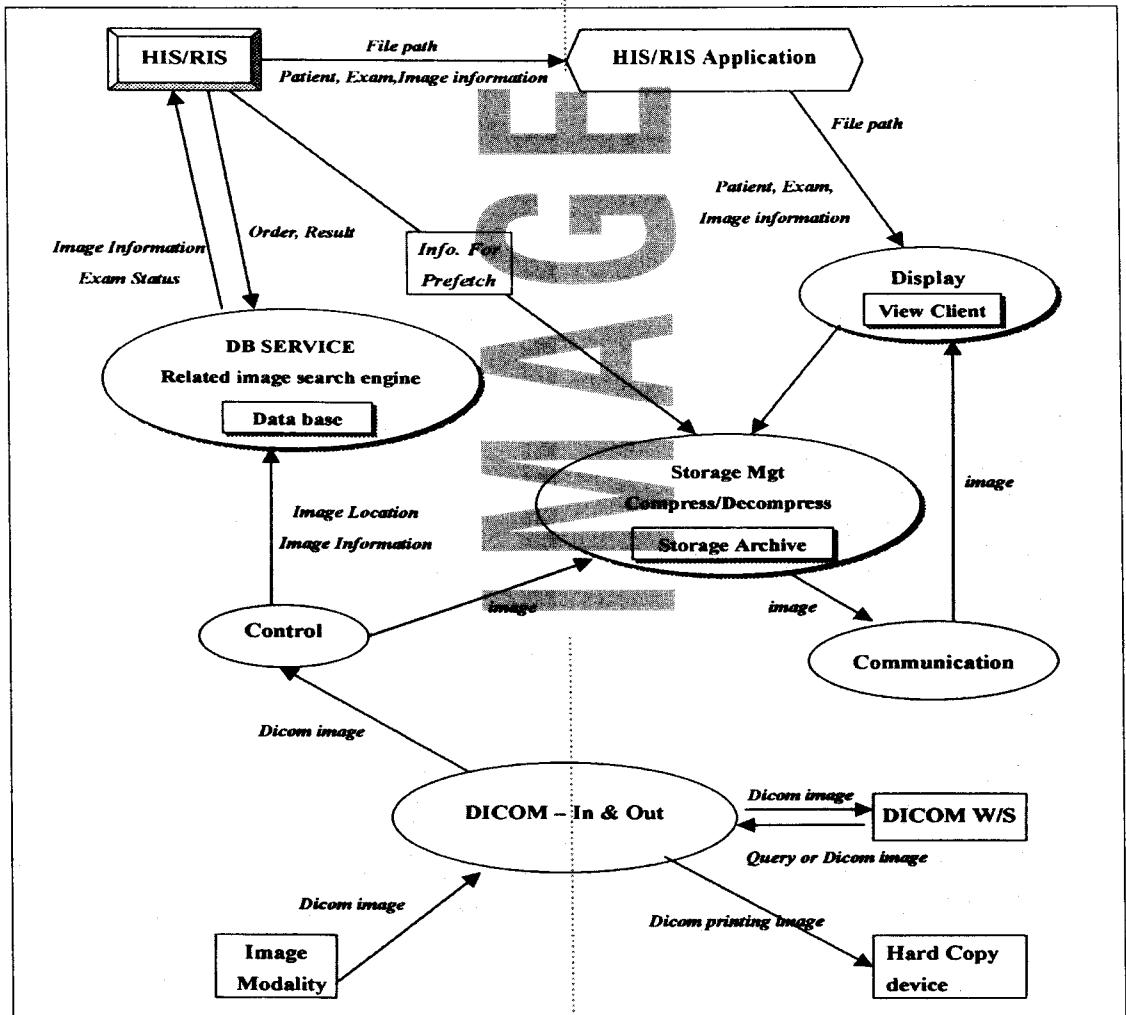 HIS/RIS
File path
Patient, Exam,Image information
HIS/RIS Application
File path
Patient, Exam,
Image information
Image Information
Exam Status
Order, Result
Info. For
Prefetch
Display
View Client
DB SERVICE
Related image search engine
Data base
Storage Mgt
Compress/Decompress
Storage Archive
image
Image Location
Image Information
image
image
Control
Communication
Dicom image
DICOM – In & Out
Dicom image
DICOM W/S
Query or Dicom image
Dicom image
Dicom printing image
Image
Modality
Hard Copy
device
IMAGE